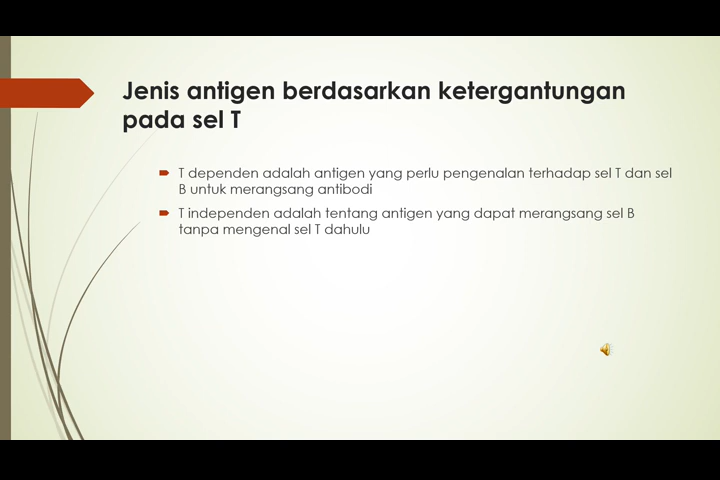 Jenis antigen berdasarkan ketergantungan
pada sel T
T dependen adalah antigen yang perlu pengenalan terhadap sel T dan sel
B untuk merangsang antibodi
T independen adalah tentang antigen yang dapat merangsang sel B
tanpa mengenal sel T dahulu